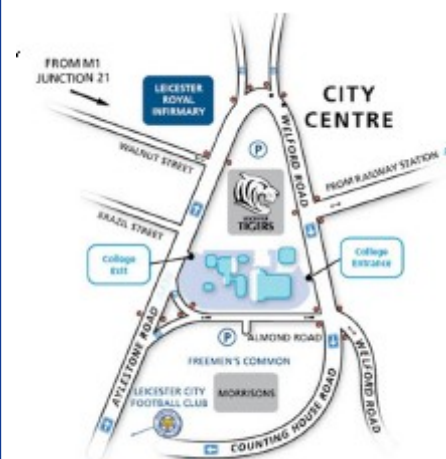 FROM M1
JUNCTION 21
LEICESTER
ROYAL
INFIRMARY
CITY
CENTRE
WELFORD ROAD
WALNUT STREET
P
FROM RAILWAY STATION
LEICESTER
TIGERS
BRAZIL STREET
College
Exit
College
Entrance
AYLESTONE ROAD
P
ALMOND ROAD
FREEMEN'S COMMON
WELFORD ROAD
LEICESTER CITY
FOOTBALL CLUB
MORRISONS
COUNTING HOUSE ROAD